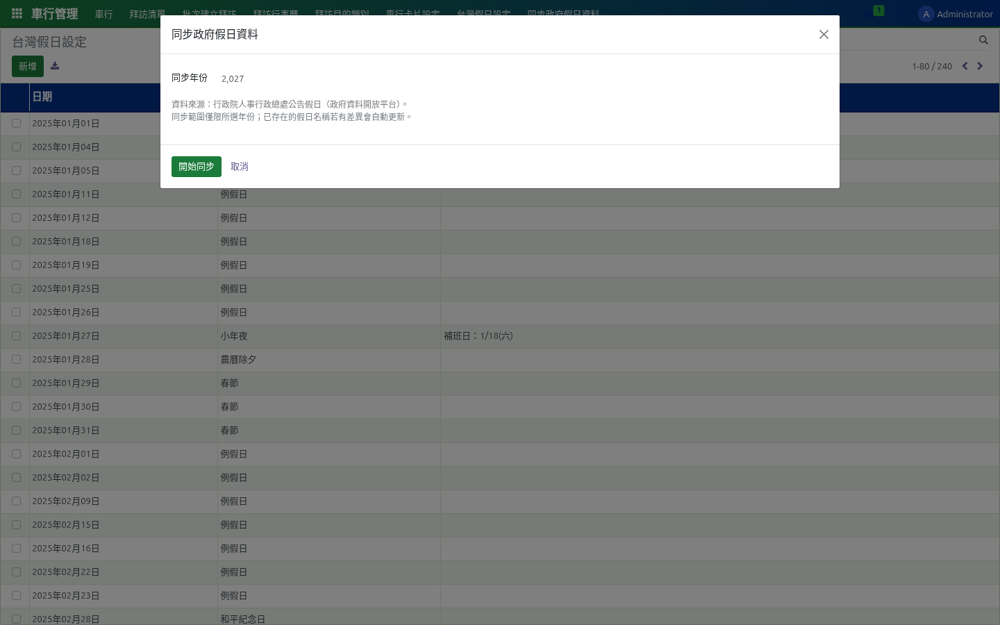 車行管理 車行 拜訪清單 批次建立拜訪 拜訪行事曆 拜訪目的類別 車行卡片設定 台灣假日設定 同步政府假日資料 1 A Administrator
台灣假日設定
新增 1-80 / 240
日期
同步政府假日資料
同步年份 2,027
資料來源：行政院人事行政總處公告假日（政府資料開放平台）。
同步範圍僅限所選年份；已存在的假日名稱若有差異會自動更新。
開始同步 取消
2025年01月01日
2025年01月04日
2025年01月05日
2025年01月11日 例假日
2025年01月12日 例假日
2025年01月18日 例假日
2025年01月19日 例假日
2025年01月25日 例假日
2025年01月26日 例假日
2025年01月27日 小年夜 補班日：1/18(六)
2025年01月28日 農曆除夕
2025年01月29日 春節
2025年01月30日 春節
2025年01月31日 春節
2025年02月01日 例假日
2025年02月02日 例假日
2025年02月09日 例假日
2025年02月15日 例假日
2025年02月16日 例假日
2025年02月22日 例假日
2025年02月23日 例假日
2025年02月28日 和平紀念日